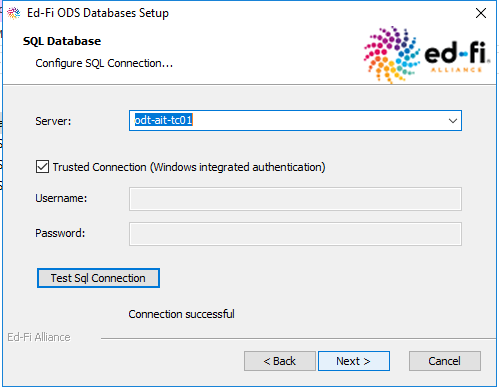 Ed-Fi ODS Databases Setup
SQL Database
Configure SQL Connection...
ed-fi
ALLIANCE
Server:
odt-ait-tc01
Trusted Connection (Windows integrated authentication)
Username:
Password:
Test Sql Connection
Connection successful
Ed-Fi Alliance
< Back
Next >
Cancel